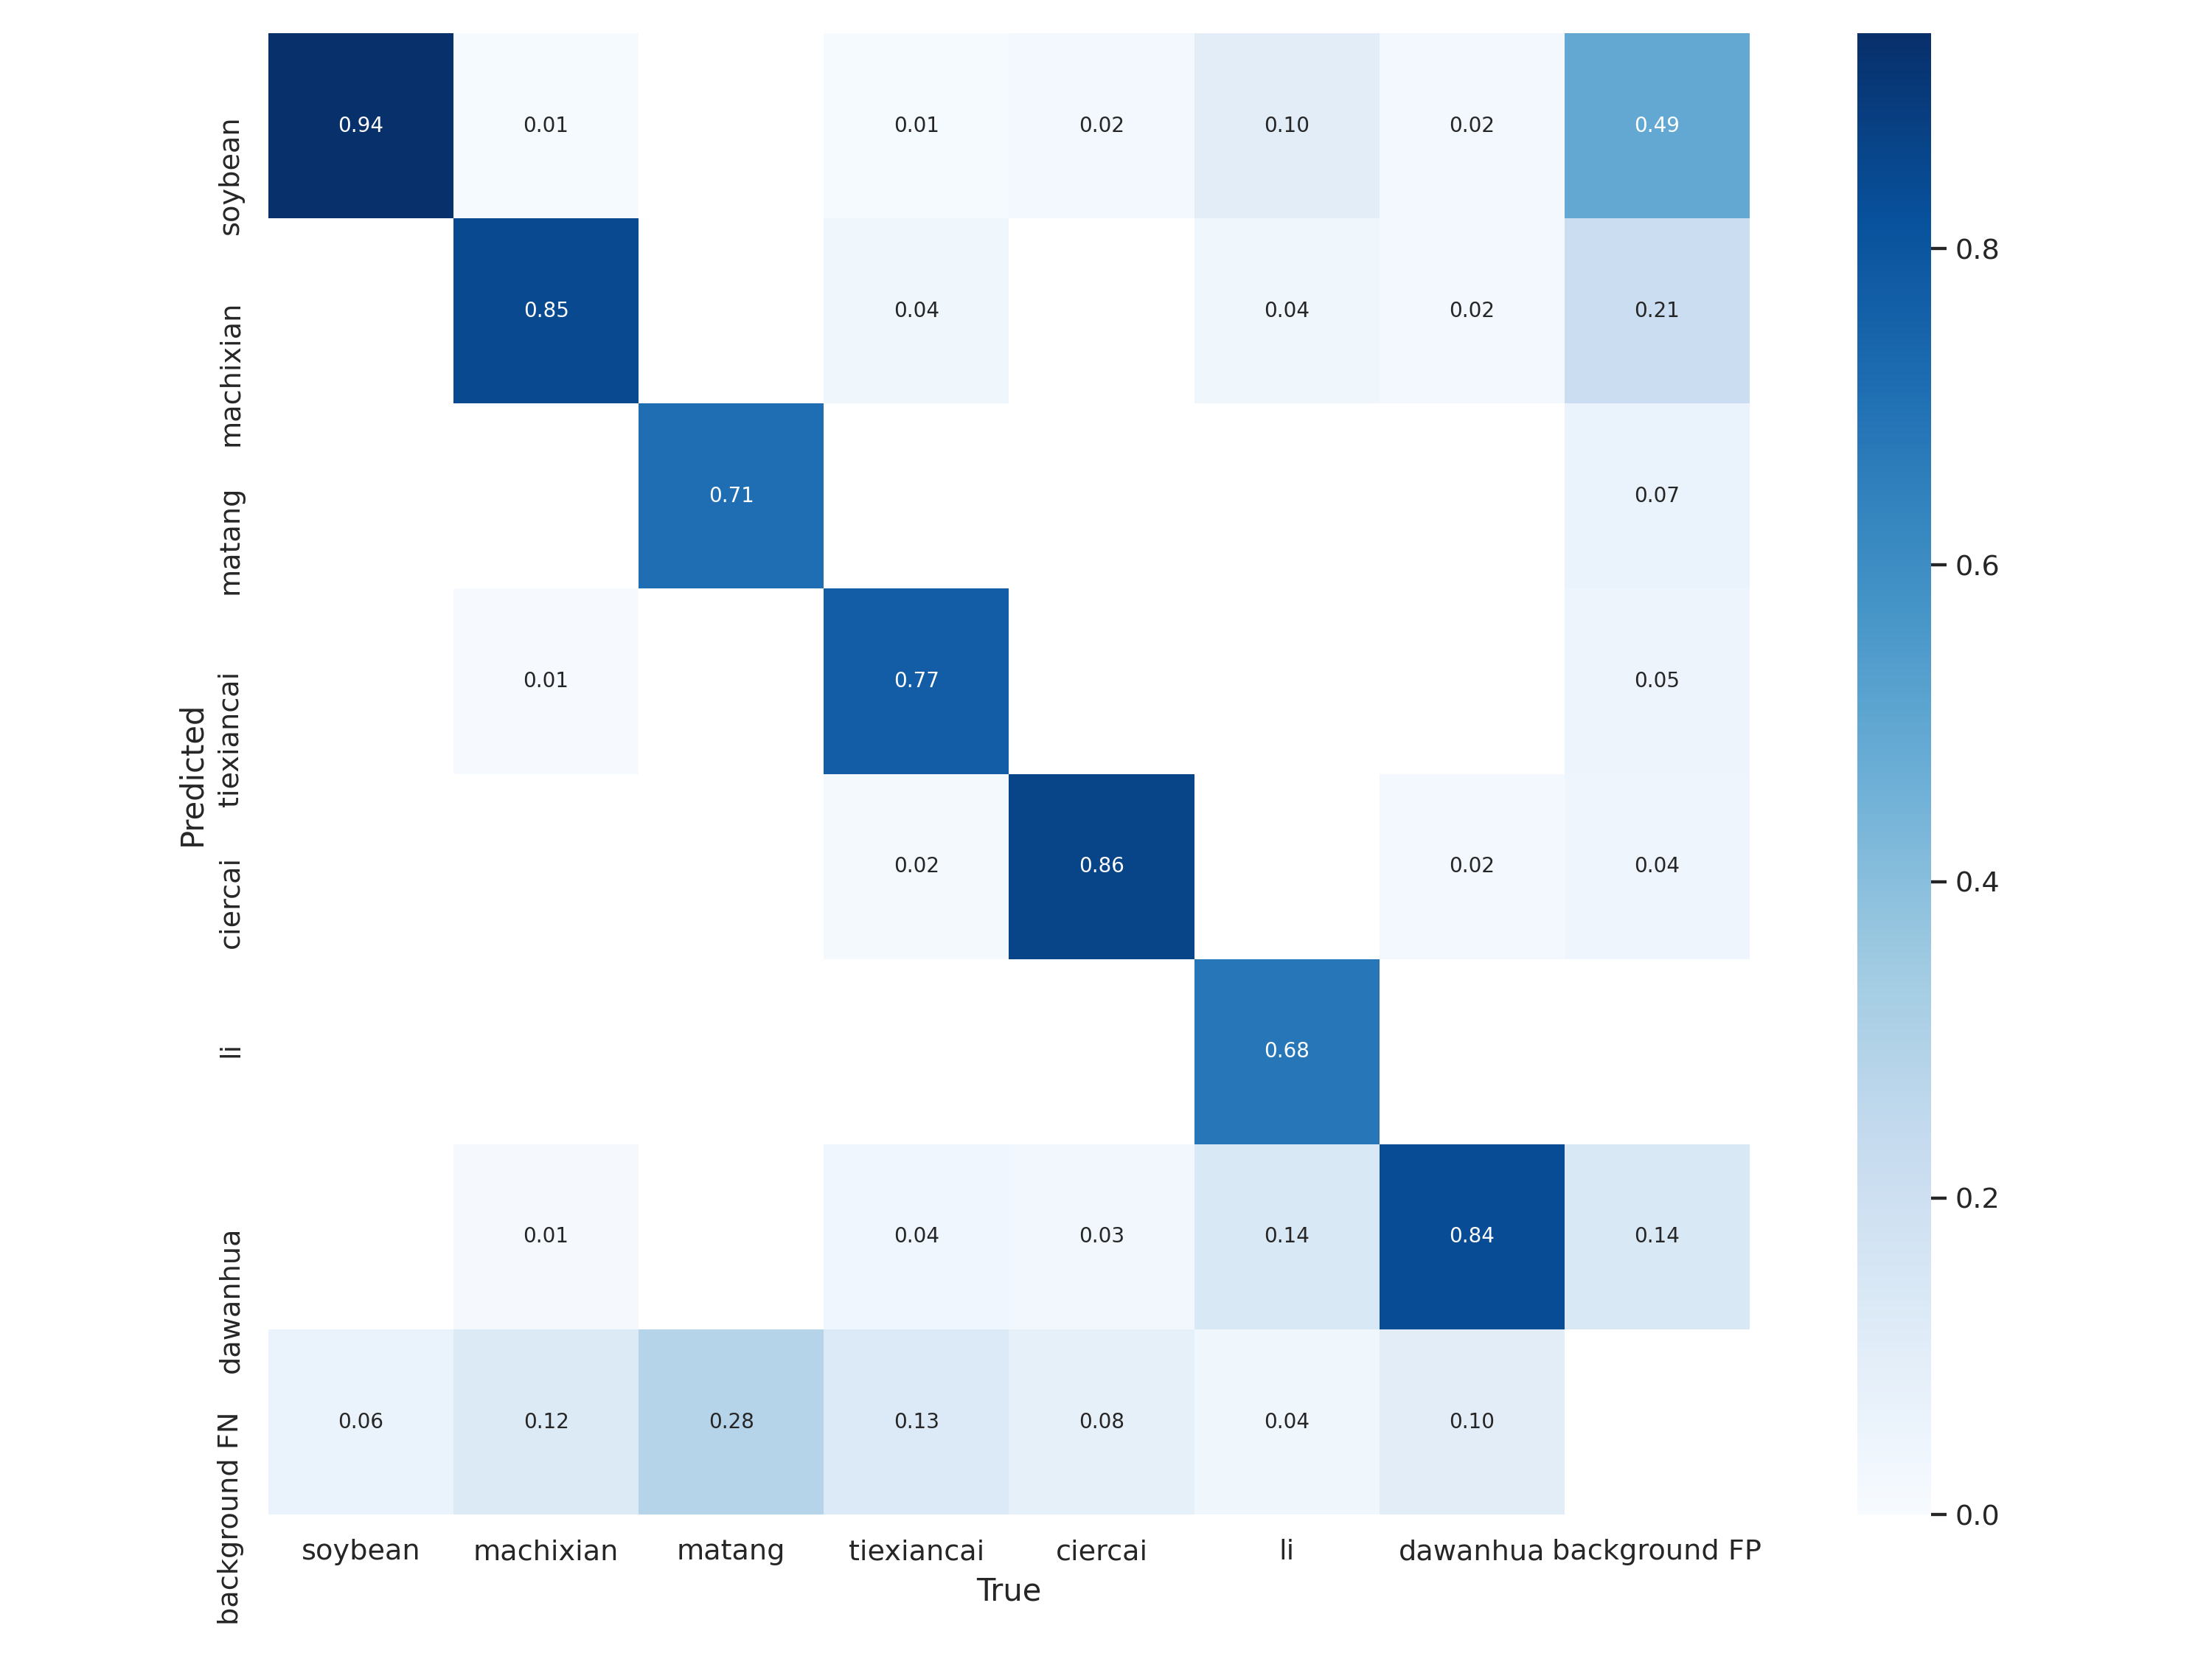 soybean 0.94 0.01 0.01 0.02 0.10 0.02 0.49
machixian 0.85 0.04 0.04 0.02 0.21
matang 0.71 0.07
tiexiancai 0.01 0.77 0.05
ciercai 0.02 0.86 0.02 0.04
li 0.68
dawanhua 0.01 0.04 0.03 0.14 0.84 0.14
background FN 0.06 0.12 0.28 0.13 0.08 0.04 0.10
Predicted
soybean machixian matang tiexiancai ciercai li dawanhua background FP
True
0.8
0.6
0.4
0.2
0.0